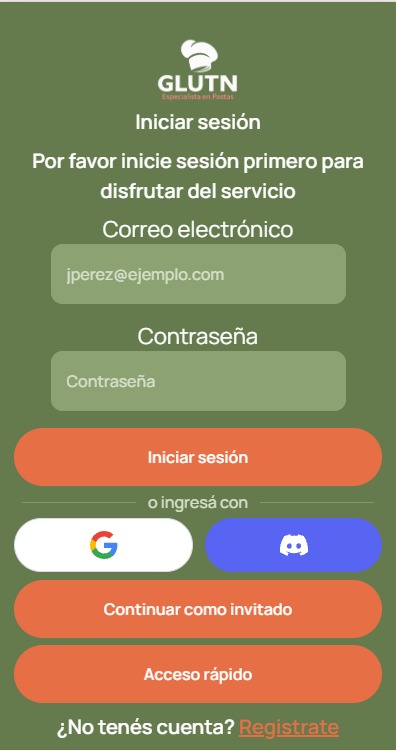 GLUTN
Especialista en Pastas
Iniciar sesión
Por favor inicie sesión primero para
disfrutar del servicio
Correo electrónico
jperez@ejemplo.com
Contraseña
Contraseña
Iniciar sesión
o ingresá con
Continuar como invitado
Acceso rápido
¿No tenés cuenta? Registrate